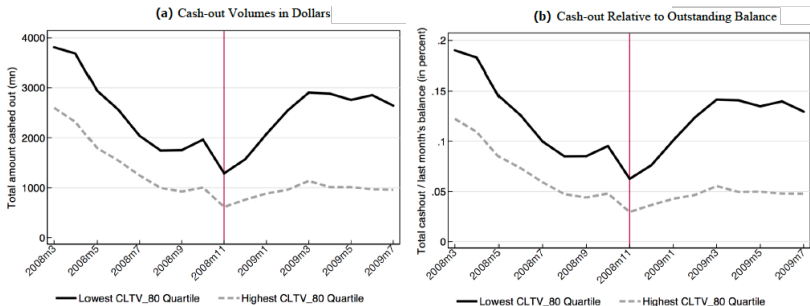 (a) Cash-out Volumes in Dollars
Total amount cashed out (mn)
4000
3000
2000
1000
0
2008m3
2008m5
2008m7
2008m9
2008m11
2009m1
2009m3
2009m5
2009m7
Lowest CLTV_80 Quartile
Highest CLTV_80 Quartile
(b) Cash-out Relative to Outstanding Balance
Total cashout / last month's balance (in percent)
.2
.15
.1
.05
0
2008m3
2008m5
2008m7
2008m9
2008m11
2009m1
2009m3
2009m5
2009m7
Lowest CLTV_80 Quartile
Highest CLTV_80 Quartile